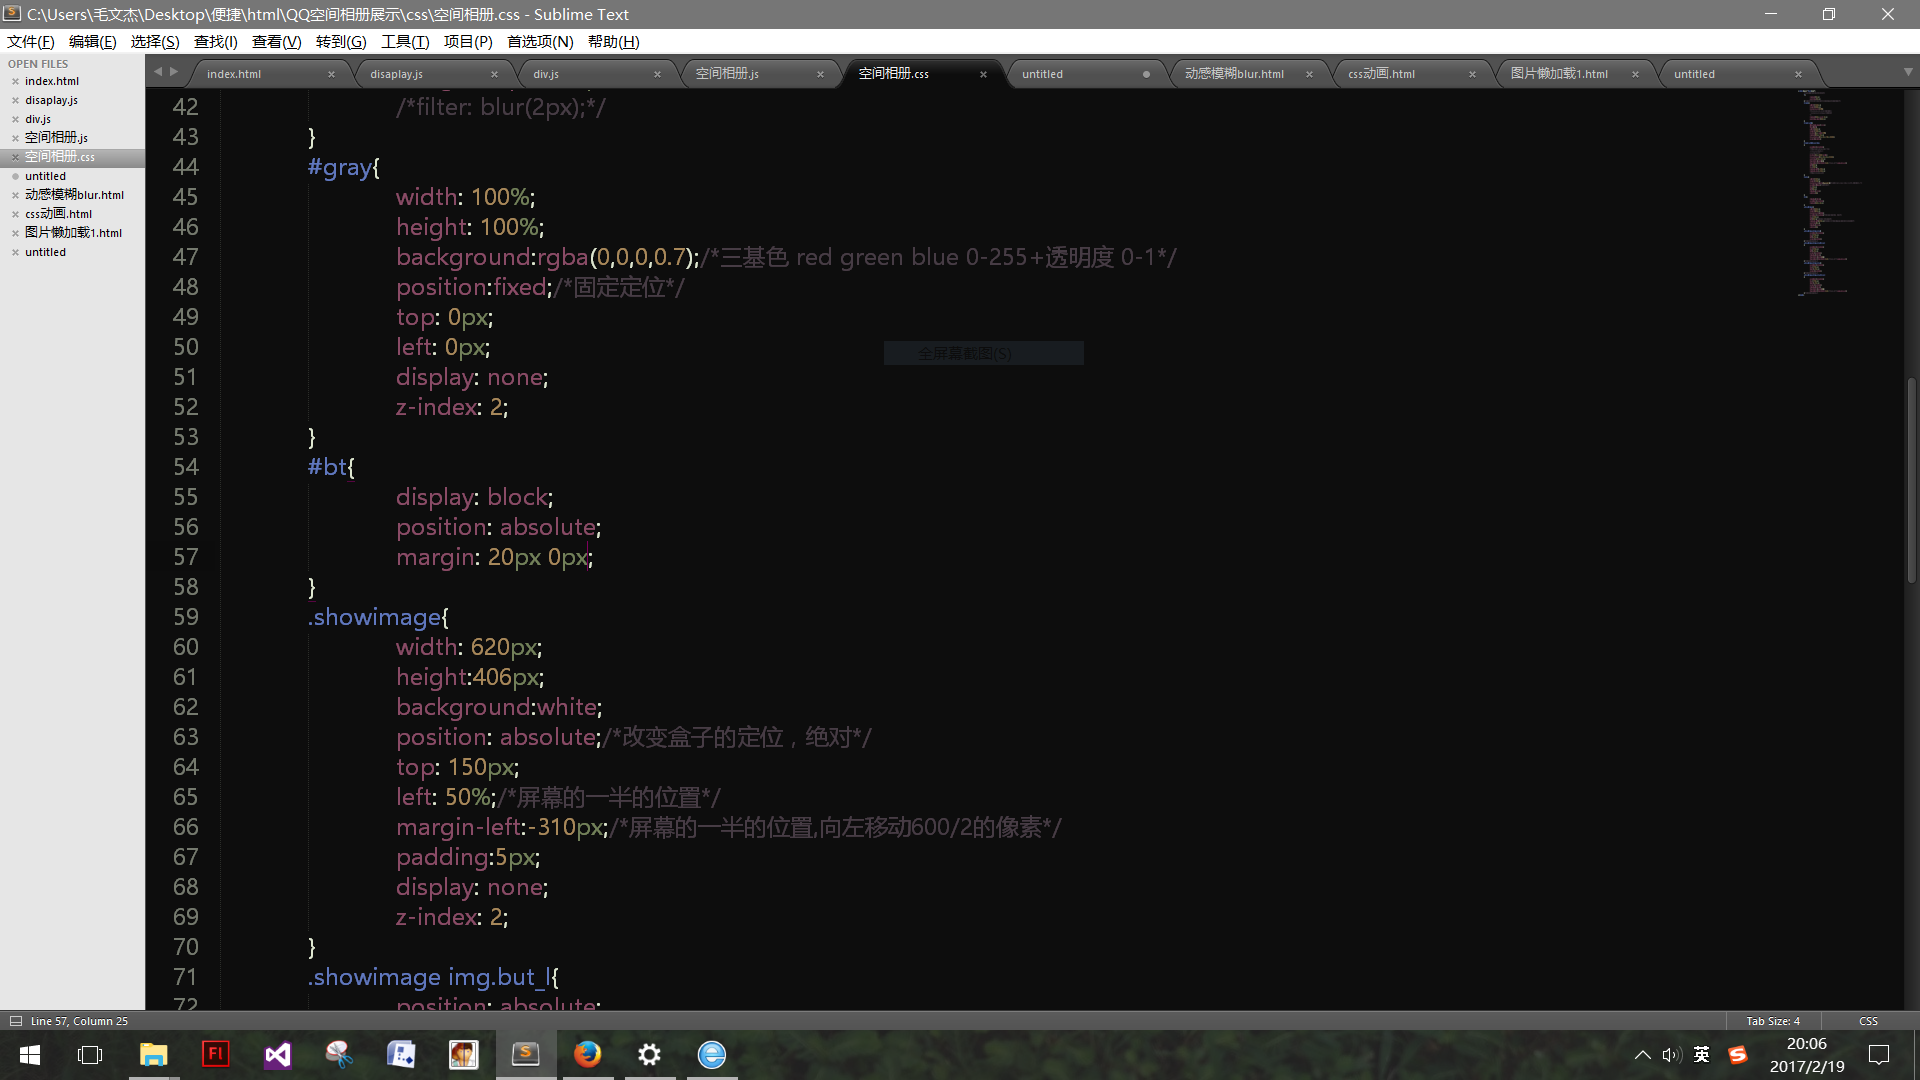 C:\Users\毛文杰\Desktop\便捷\html\QQ空间相册展示\css\空间相册.css - Sublime Text
文件(F) 编辑(E) 选择(S) 查找(I) 查看(V) 转到(G) 工具(T) 项目(P) 首选项(N) 帮助(H)
OPEN FILES
index.html
disaplay.js
div.js
空间相册.js
空间相册.css
untitled
动感模糊blur.html
css动画.html
图片懒加载1.html
untitled
index.html disaplay.js div.js 空间相册.js 空间相册.css untitled 动感模糊blur.html css动画.html 图片懒加载1.html untitled
42 /*filter: blur(2px);*/
43 }
44 #gray{
45 width: 100%;
46 height: 100%;
47 background:rgba(0,0,0,0.7);/*三基色 red green blue 0-255+透明度 0-1*/
48 position:fixed;/*固定定位*/
49 top: 0px;
50 left: 0px;
全屏幕截图(S)
51 display: none;
52 z-index: 2;
53 }
54 #bt{
55 display: block;
56 position: absolute;
57 margin: 20px 0px;
58 }
59 .showimage{
60 width: 620px;
61 height:406px;
62 background:white;
63 position: absolute;/*改变盒子的定位，绝对*/
64 top: 150px;
65 left: 50%;/*屏幕的一半的位置*/
66 margin-left:-310px;/*屏幕的一半的位置,向左移动600/2的像素*/
67 padding:5px;
68 display: none;
69 z-index: 2;
70 }
71 .showimage img.but_l{
72 position: absolute;
Line 57, Column 25
Tab Size: 4 CSS
英
20:06
2017/2/19